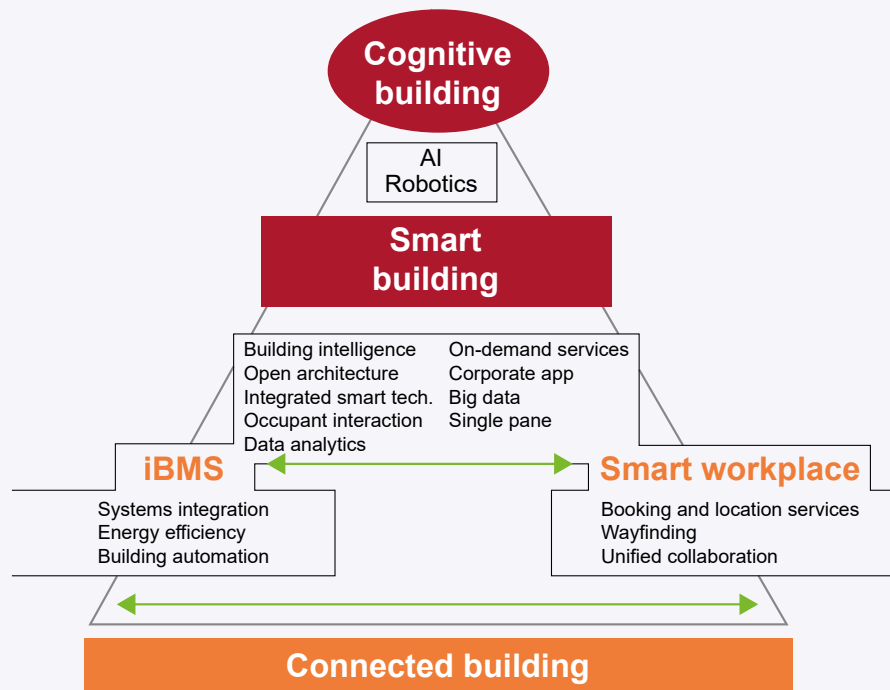 Cognitive
building
AI
Robotics
Smart
building
Building intelligence
Open architecture
Integrated smart tech.
Occupant interaction
Data analytics
On-demand services
Corporate app
Big data
Single pane
iBMS
Systems integration
Energy efficiency
Building automation
Smart workplace
Booking and location services
Wayfinding
Unified collaboration
Connected building